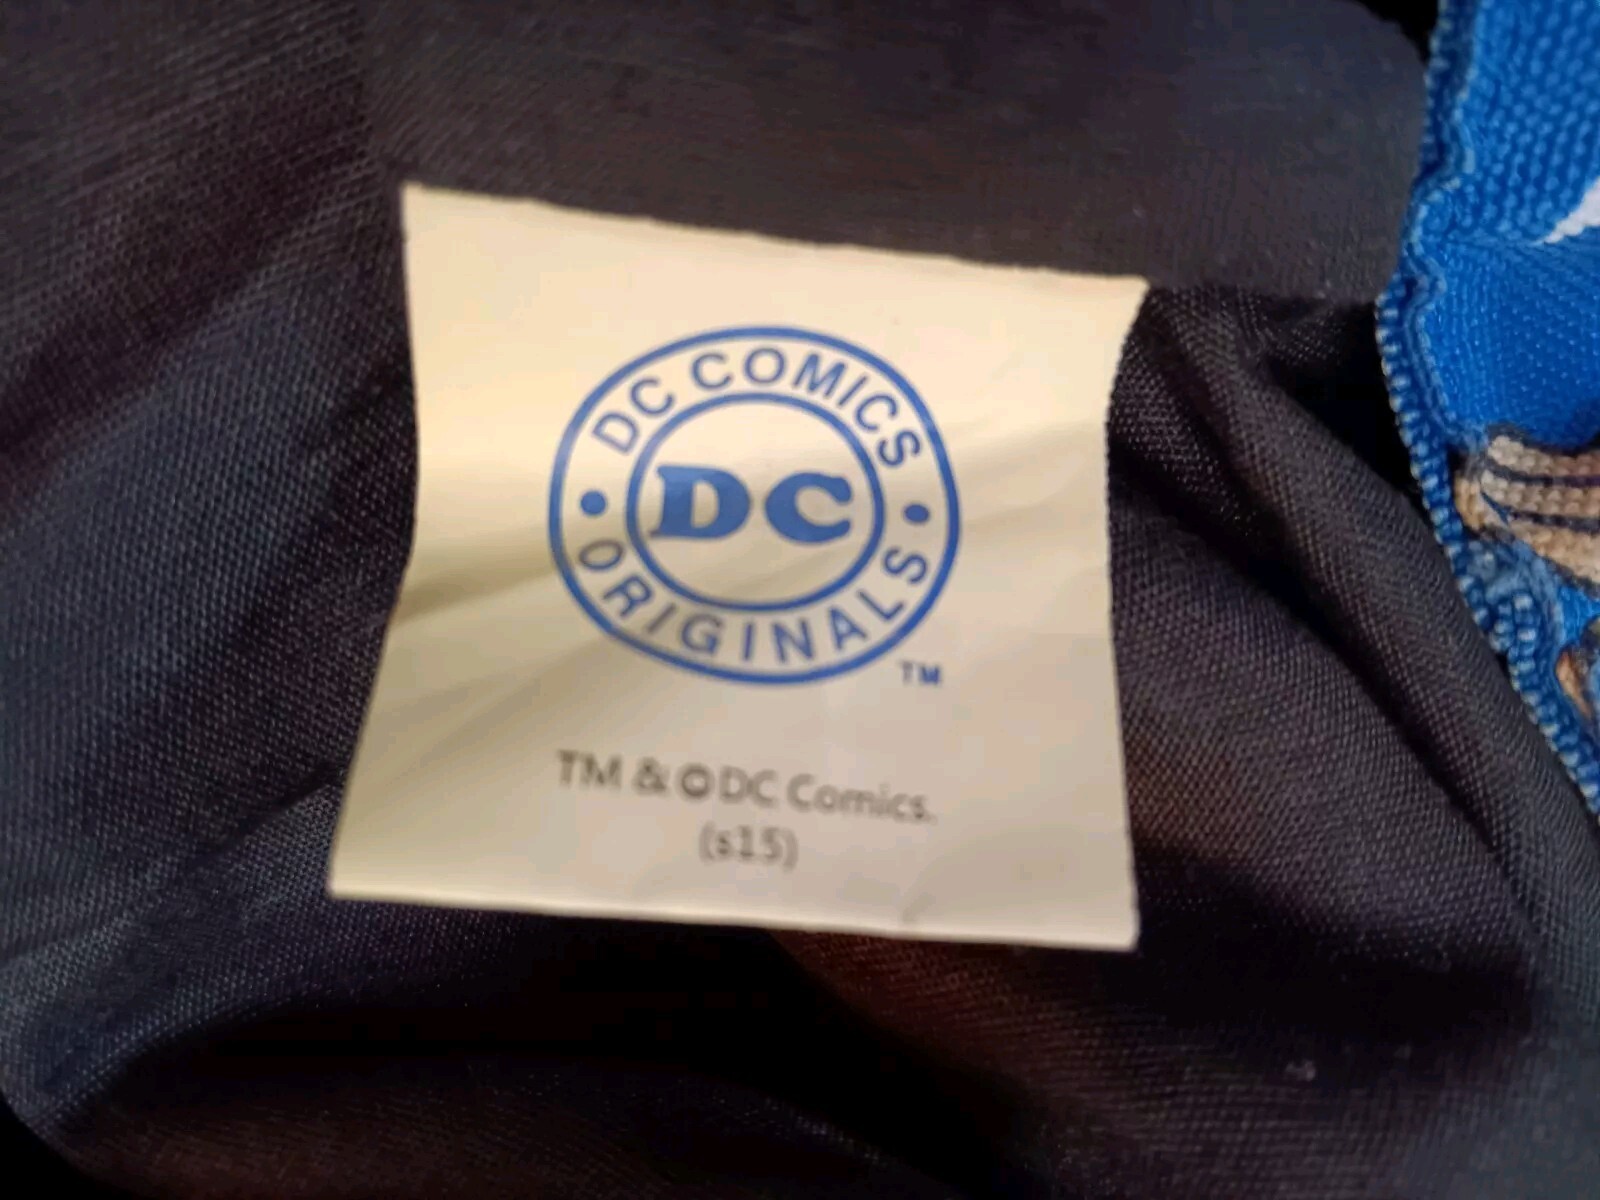 DC COMICS
DC
ORIGINALS
TM
TM & © DC Comics.
(s15)